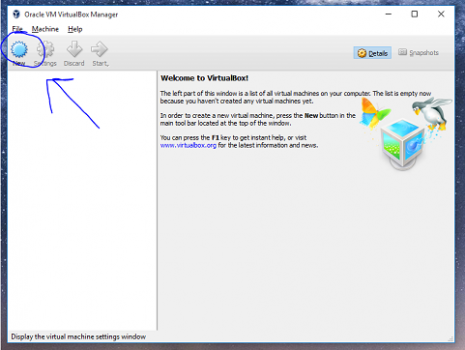 Oracle VM VirtualBox Manager
File Machine Help
New Settings Discard Start
Details Snapshots
Welcome to VirtualBox!
The left part of this window is a list of all virtual machines on your computer. The list is empty now
because you haven't created any virtual machines yet.
In order to create a new virtual machine, press the New button in the
main tool bar located at the top of the window.
You can press the F1 key to get instant help, or visit
www.virtualbox.org for the latest information and news.
Display the virtual machine settings window